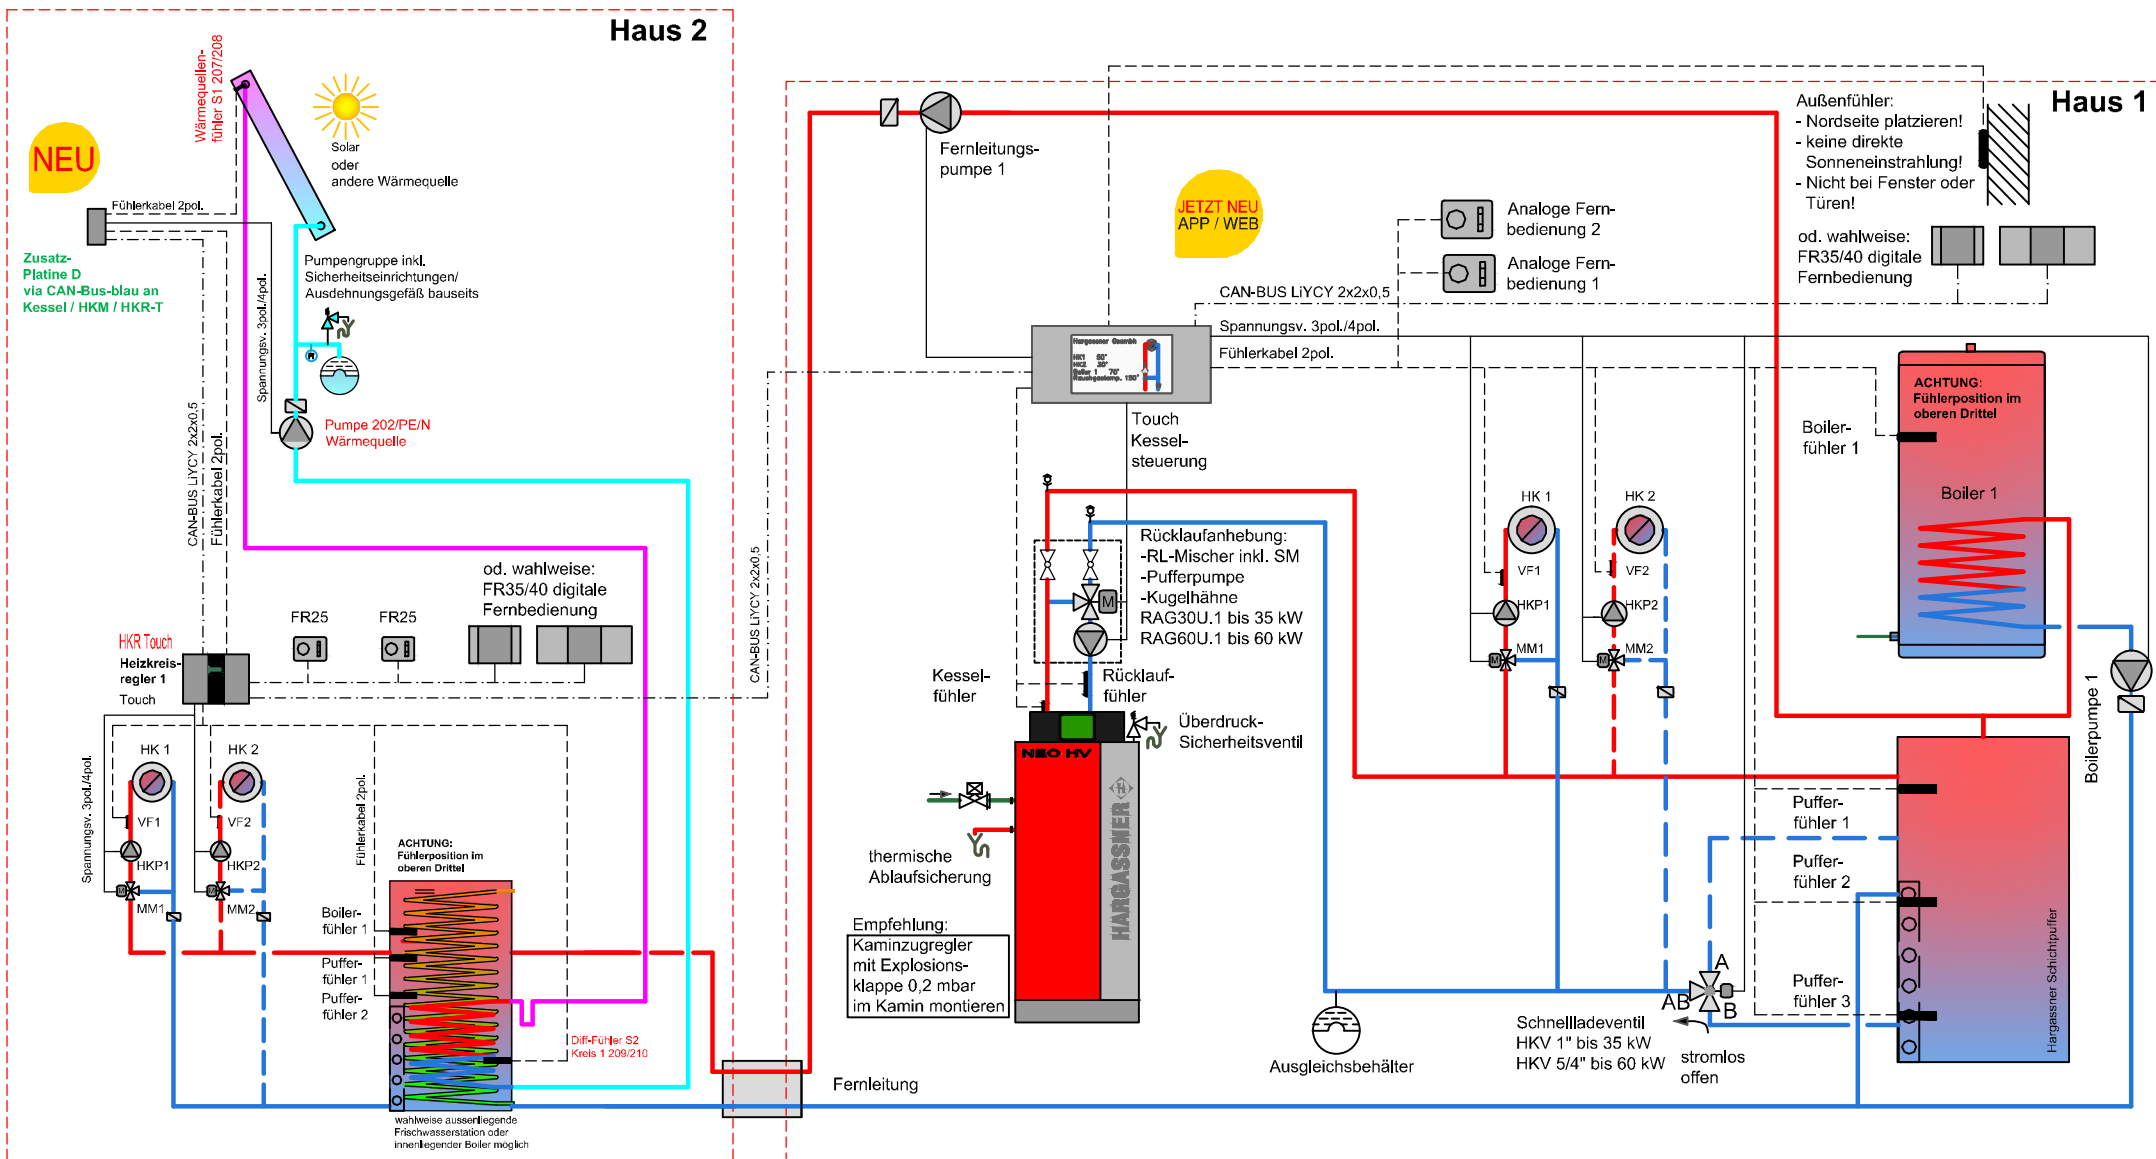 Haus 2
Wärmequellen-
fühler S1 207/208
NEU
Solar
oder
andere Wärmequelle
Fühlerkabel 2pol.
Zusatz-
Platine D
via CAN-Bus-blau an
Kessel / HKM / HKR-T
Spannungsv. 3pol./4pol.
Pumpengruppe inkl.
Sicherheitseinrichtungen/
Ausdehnungsgefäß bauseits
Pumpe 202/PE/N
Wärmequelle
CAN-BUS LiYCY 2x2x0,5
Fühlerkabel 2pol.
od. wahlweise:
FR35/40 digitale
Fernbedienung
FR25
FR25
HKR Touch
Heizkreis-
regler 1
Touch
CAN-BUS LiYCY 2x2x0,5
Spannungsv. 3pol./4pol.
HK 1
HK 2
VF1
VF2
HKP1
HKP2
M
M
MM1
MM2
Fühlerkabel 2pol.
ACHTUNG:
Fühlerposition im
oberen Drittel
Boiler-
fühler 1
Puffer-
fühler 1
Puffer-
fühler 2
Diff-Fühler S2
Kreis 1 209/210
wahlweise aussenliegende
Frischwasserstation oder
innenliegender Boiler möglich
Fernleitung
Haus 1
Fernleitungs-
pumpe 1
JETZT NEU
APP / WEB
Analoge Fern-
bedienung 2
Analoge Fern-
bedienung 1
Außenfühler:
- Nordseite platzieren!
- keine direkte
Sonneneinstrahlung!
- Nicht bei Fenster oder
Türen!
od. wahlweise:
FR35/40 digitale
Fernbedienung
CAN-BUS LiYCY 2x2x0,5
Spannungsv. 3pol./4pol.
Fühlerkabel 2pol.
Hargassner Gesmbh
HK1 50°
HK2 30°
Boiler 1 70°
Rauchgastemp. 150°
Touch
Kessel-
steuerung
Rücklaufanhebung:
-RL-Mischer inkl. SM
-Pufferpumpe
-Kugelhähne
RAG30U.1 bis 35 kW
RAG60U.1 bis 60 kW
M
Kessel-
fühler
Rücklauf-
fühler
Überdruck-
Sicherheitsventil
NEO HV
HARGASSNER
thermische
Ablaufsicherung
Empfehlung:
Kaminzugregler
mit Explosions-
klappe 0,2 mbar
im Kamin montieren
HK 1
HK 2
VF1
VF2
HKP1
HKP2
M
M
MM1
MM2
ACHTUNG:
Fühlerposition im
oberen Drittel
Boiler-
fühler 1
Boiler 1
Boilerpumpe 1
Puffer-
fühler 1
Puffer-
fühler 2
Puffer-
fühler 3
Hargassner Schichtpuffer
A
AB
B
Schnellladeventil
HKV 1" bis 35 kW
HKV 5/4" bis 60 kW
stromlos
offen
Ausgleichsbehälter